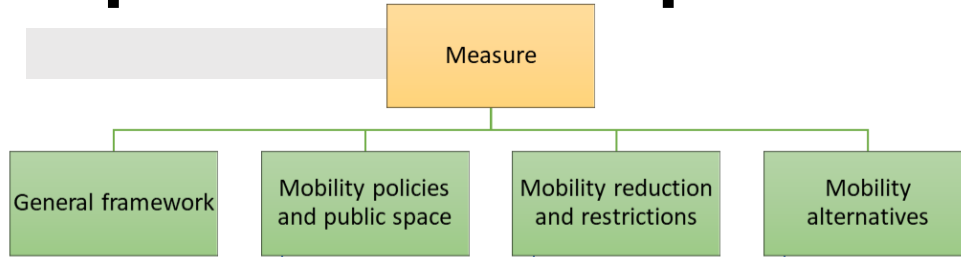 Measure
General framework
Mobility policies
and public space
Mobility reduction
and restrictions
Mobility
alternatives